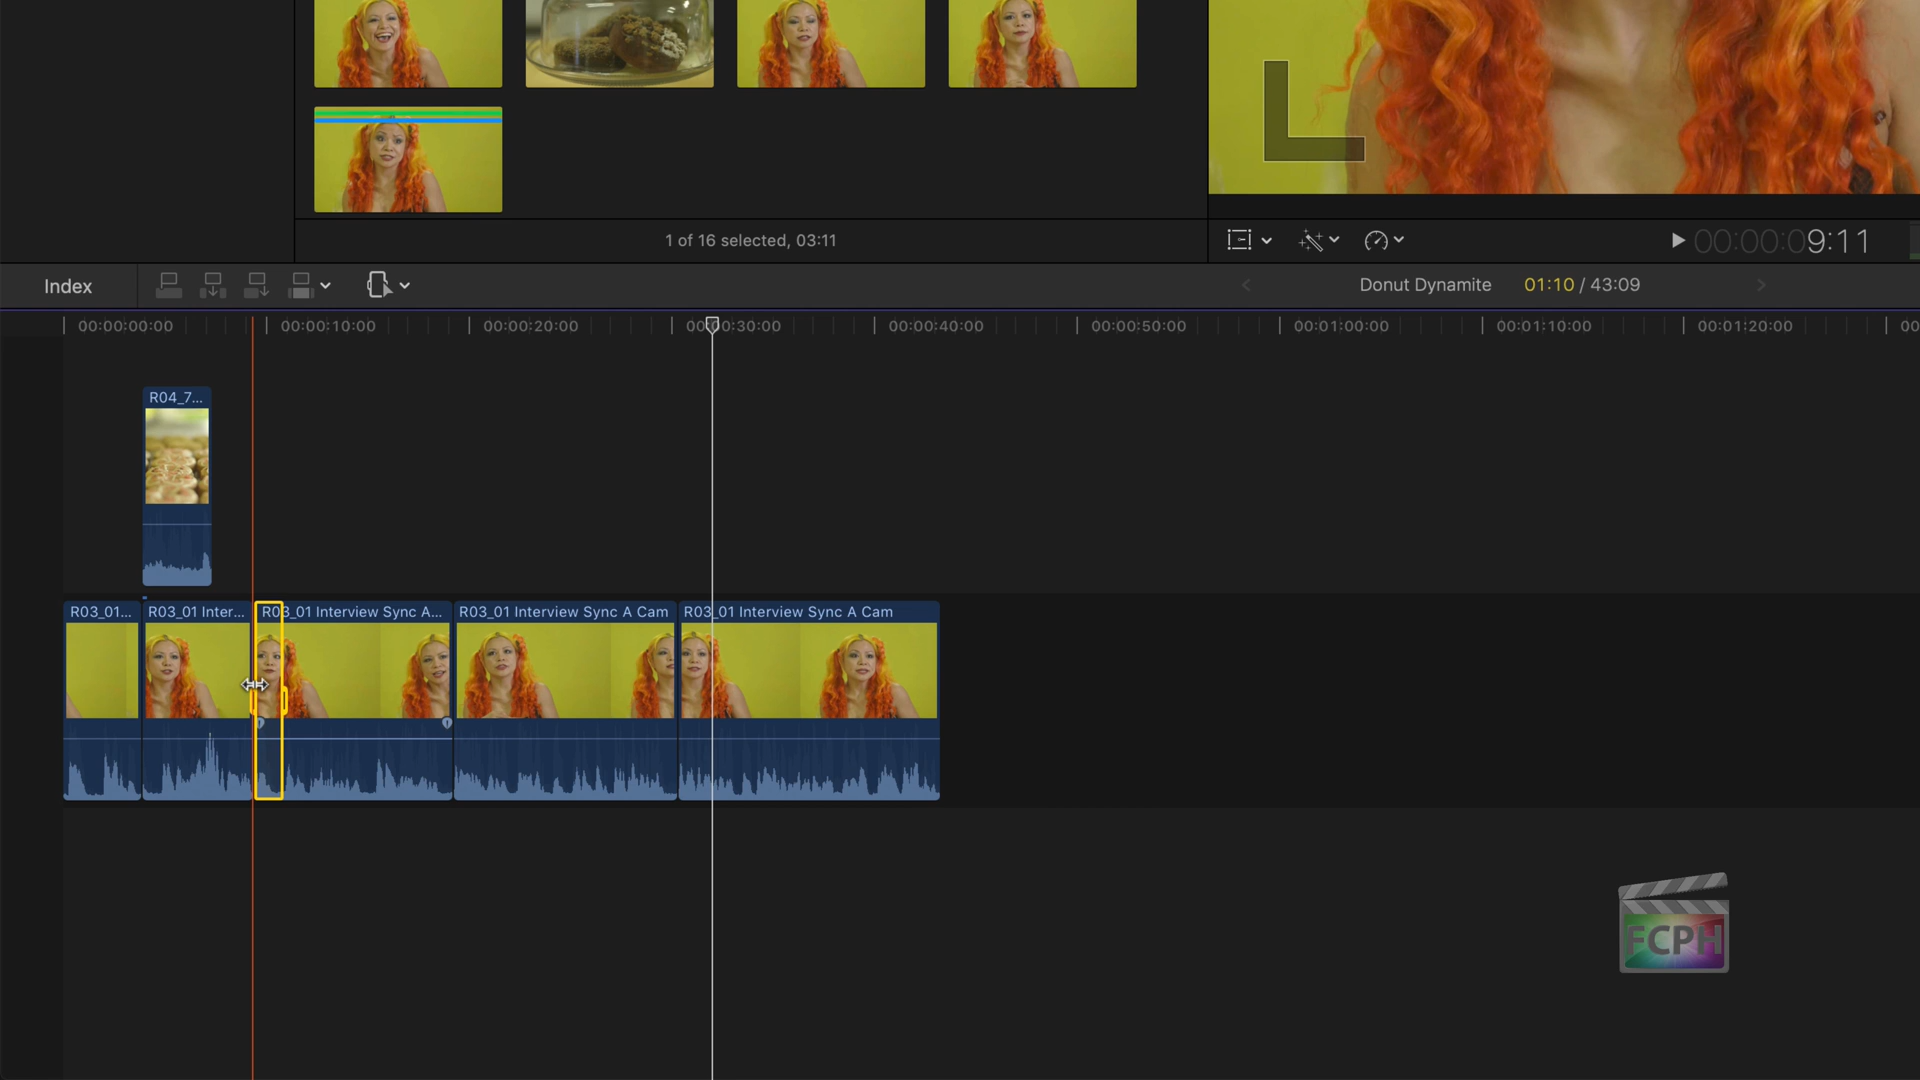 1 of 16 selected, 03:11
00:00:09:11
Index
Donut Dynamite
01:10 / 43:09
00:00:00:00
00:00:10:00
00:00:20:00
00:00:30:00
00:00:40:00
00:00:50:00
00:01:00:00
00:01:10:00
00:01:20:00
00
R04_7...
R03_01...
R03_01 Inter...
R03_01 Interview Sync A...
R03_01 Interview Sync A Cam
R03_01 Interview Sync A Cam
FCPH